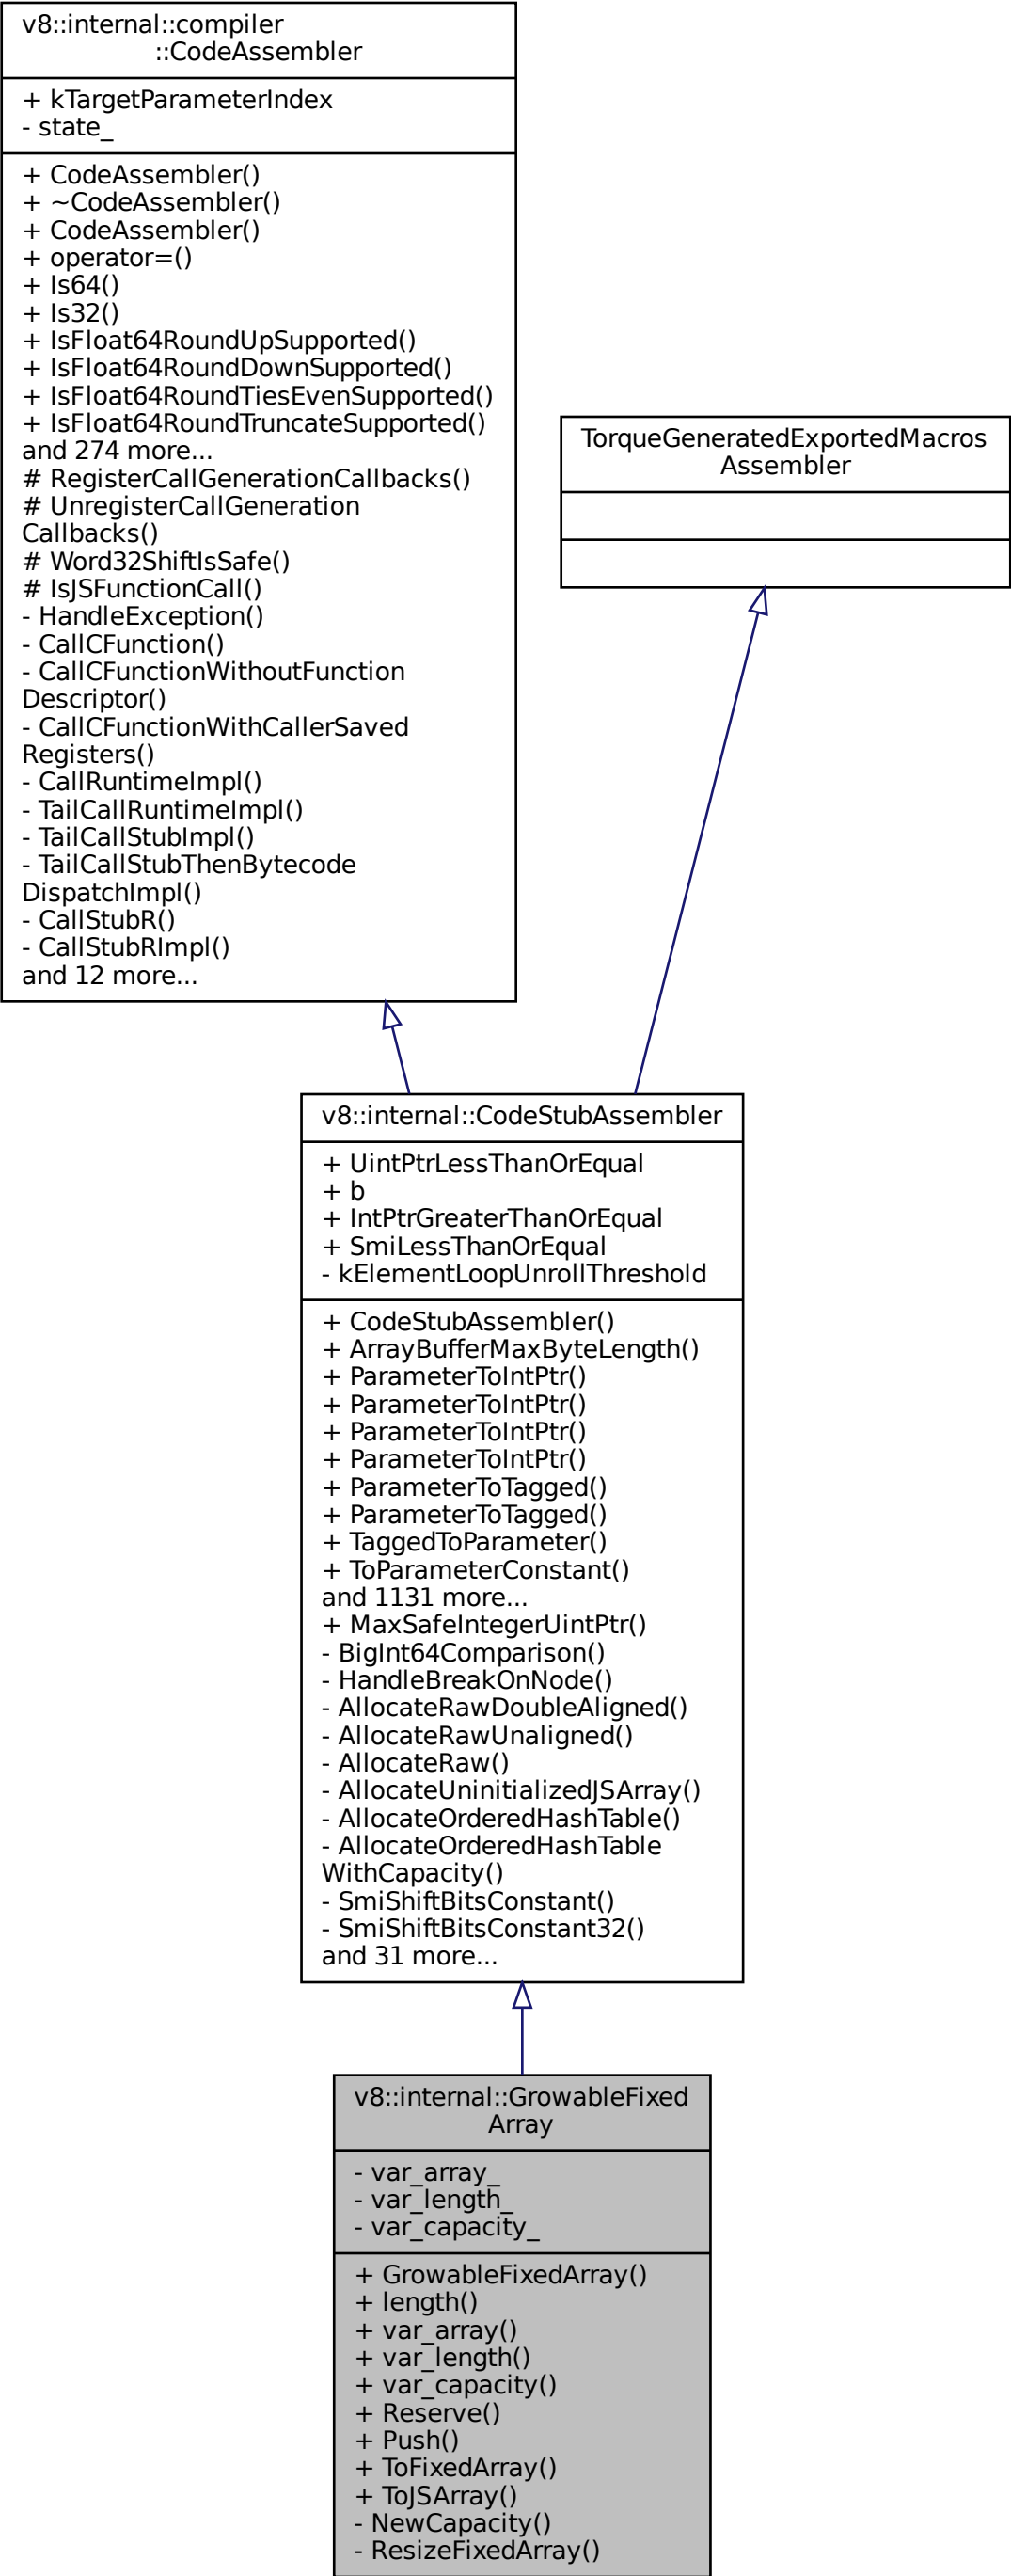 v8::internal::compiler
::CodeAssembler
+ kTargetParameterIndex
- state_
+ CodeAssembler()
+ ~CodeAssembler()
+ CodeAssembler()
+ operator=()
+ Is64()
+ Is32()
+ IsFloat64RoundUpSupported()
+ IsFloat64RoundDownSupported()
+ IsFloat64RoundTiesEvenSupported()
+ IsFloat64RoundTruncateSupported()
and 274 more...
# RegisterCallGenerationCallbacks()
# UnregisterCallGeneration
Callbacks()
# Word32ShiftIsSafe()
# IsJSFunctionCall()
- HandleException()
- CallCFunction()
- CallCFunctionWithoutFunction
Descriptor()
- CallCFunctionWithCallerSaved
Registers()
- CallRuntimeImpl()
- TailCallRuntimeImpl()
- TailCallStubImpl()
- TailCallStubThenBytecode
DispatchImpl()
- CallStubR()
- CallStubRImpl()
and 12 more...
TorqueGeneratedExportedMacros
Assembler
v8::internal::CodeStubAssembler
+ UintPtrLessThanOrEqual
+ b
+ IntPtrGreaterThanOrEqual
+ SmiLessThanOrEqual
- kElementLoopUnrollThreshold
+ CodeStubAssembler()
+ ArrayBufferMaxByteLength()
+ ParameterToIntPtr()
+ ParameterToIntPtr()
+ ParameterToIntPtr()
+ ParameterToIntPtr()
+ ParameterToTagged()
+ ParameterToTagged()
+ TaggedToParameter()
+ ToParameterConstant()
and 1131 more...
+ MaxSafeIntegerUintPtr()
- BigInt64Comparison()
- HandleBreakOnNode()
- AllocateRawDoubleAligned()
- AllocateRawUnaligned()
- AllocateRaw()
- AllocateUninitializedJSArray()
- AllocateOrderedHashTable()
- AllocateOrderedHashTable
WithCapacity()
- SmiShiftBitsConstant()
- SmiShiftBitsConstant32()
and 31 more...
v8::internal::GrowableFixed
Array
- var_array_
- var_length_
- var_capacity_
+ GrowableFixedArray()
+ length()
+ var_array()
+ var_length()
+ var_capacity()
+ Reserve()
+ Push()
+ ToFixedArray()
+ ToJSArray()
- NewCapacity()
- ResizeFixedArray()